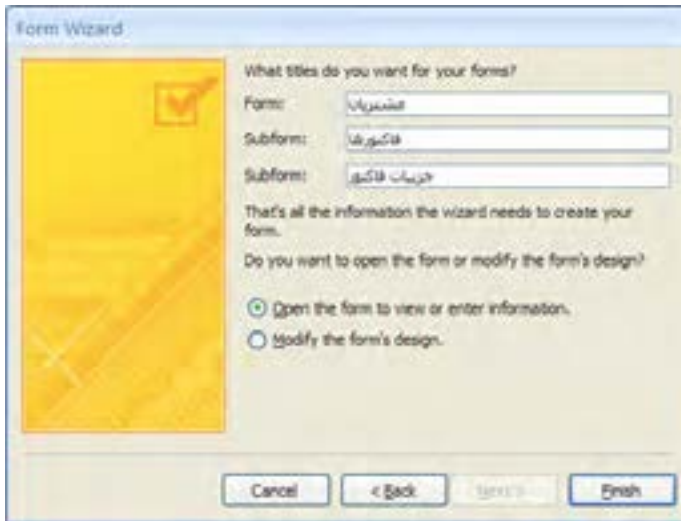 Form Wizard
What titles do you want for your forms?
Form: مشتریان
Subform: فاکتورها
Subform: جزییات فاکتور
That's all the information the wizard needs to create your
form.
Do you want to open the form or modify the form's design?
Open the form to view or enter information.
Modify the form's design.
Cancel < Back Next > Finish